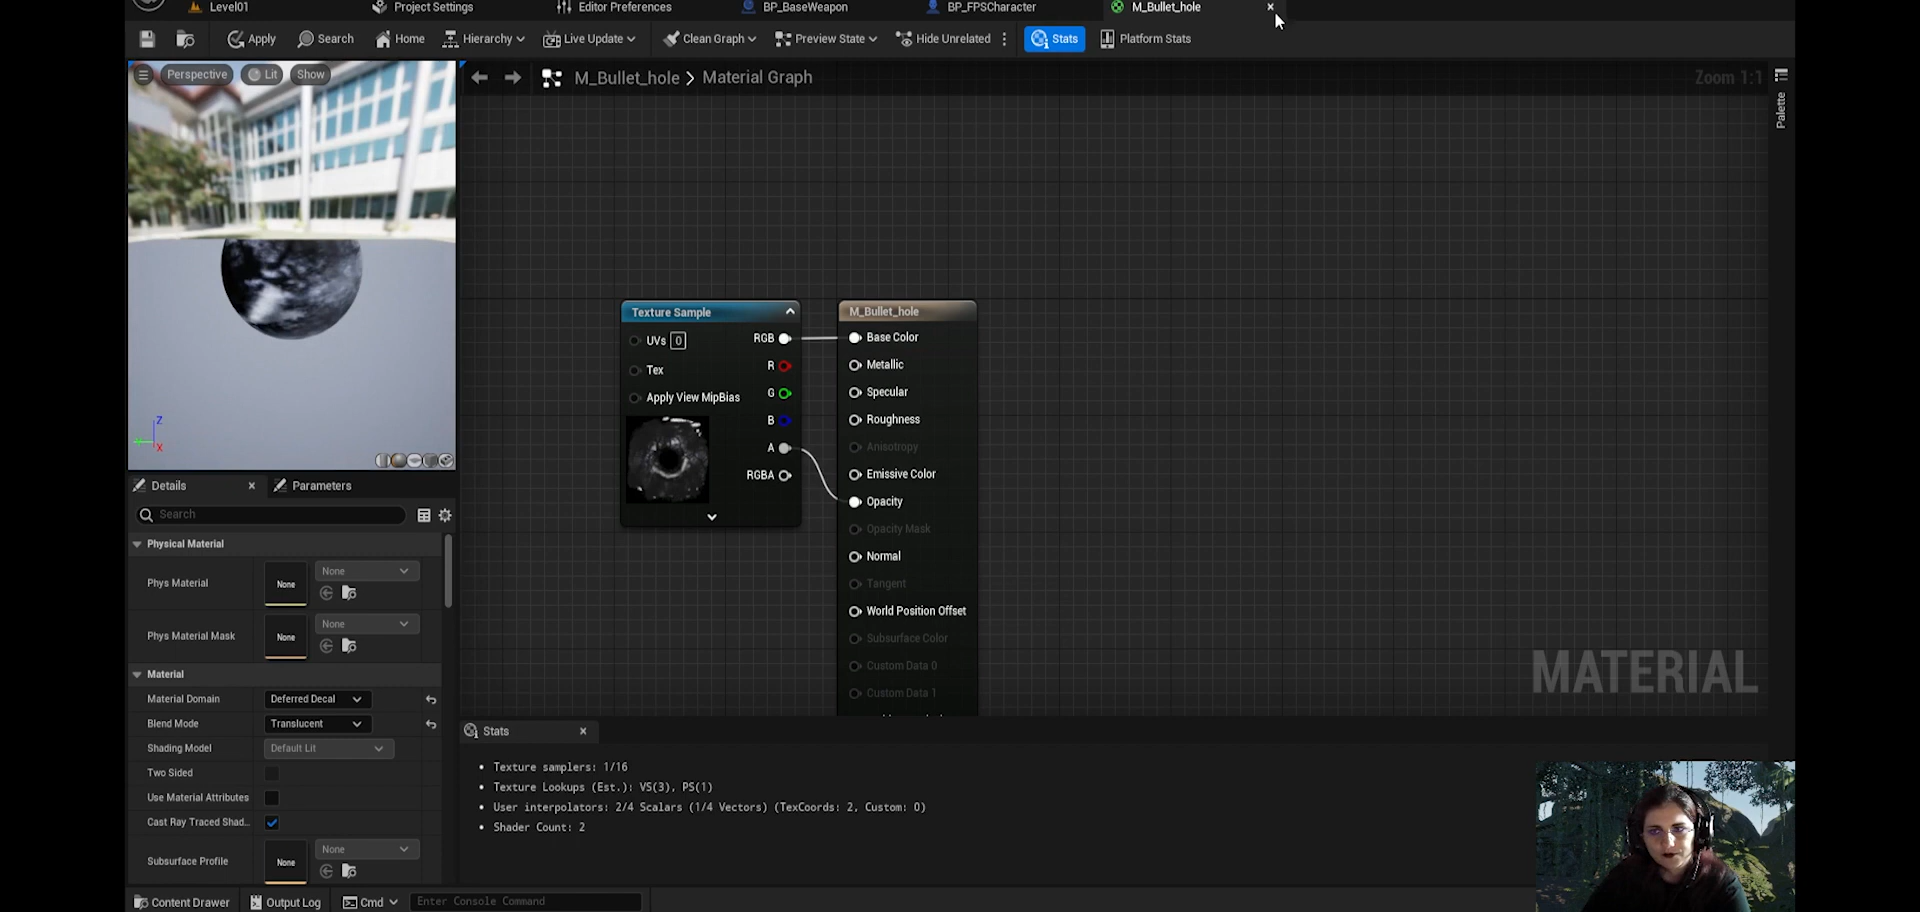 Level01
Project Settings
Editor Preferences
BP_BaseWeapon
BP_FPSCharacter
M_Bullet_hole
Apply
Search
Home
Hierarchy
Live Update
Clean Graph
Preview State
Hide Unrelated
Stats
Platform Stats
Perspective
Lit
Show
M_Bullet_hole > Material Graph
Zoom 1:1
Palette
Texture Sample
UVs 0
Tex
Apply View MipBias
RGB
R
G
B
A
RGBA
M_Bullet_hole
Base Color
Metallic
Specular
Roughness
Anisotropy
Emissive Color
Opacity
Opacity Mask
Normal
Tangent
World Position Offset
Subsurface Color
Custom Data 0
Custom Data 1
MATERIAL
Z
X
Details
Parameters
Search
Physical Material
Phys Material
None
None
Phys Material Mask
None
None
Material
Material Domain
Deferred Decal
Blend Mode
Translucent
Shading Model
Default Lit
Two Sided
Use Material Attributes
Cast Ray Traced Shad..
Subsurface Profile
None
None
Stats
• Texture samplers: 1/16
• Texture Lookups (Est.): VS(3), PS(1)
• User interpolators: 2/4 Scalars (1/4 Vectors) (TexCoords: 2, Custom: 0)
• Shader Count: 2
Content Drawer
Output Log
Cmd
Enter Console Command